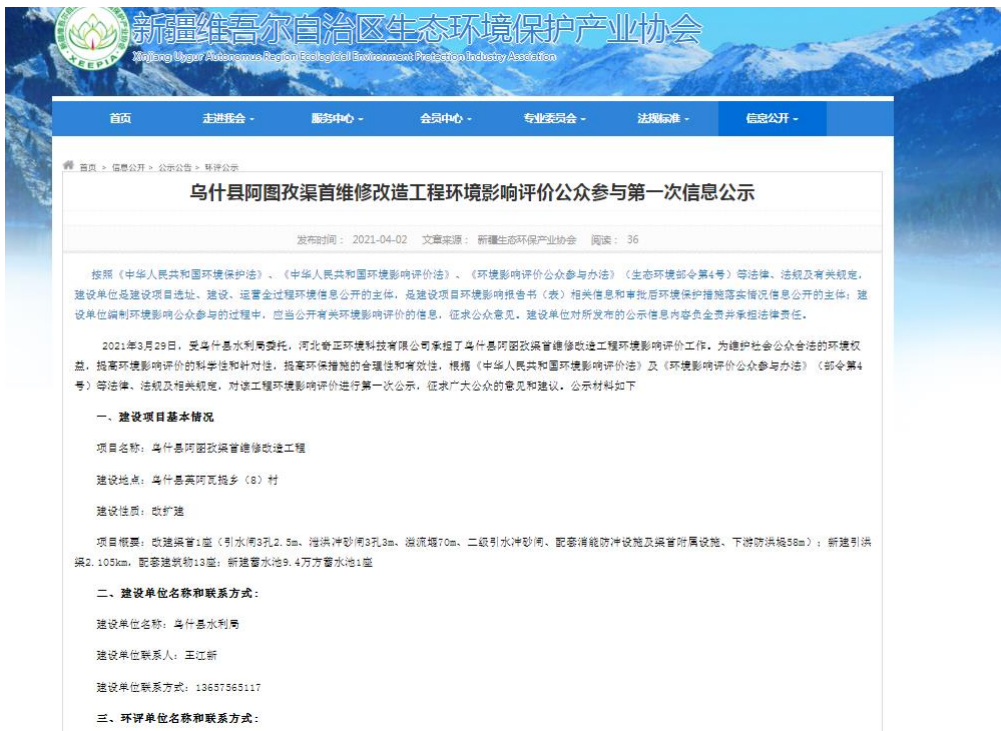 新疆维吾尔自治区生态环境保护产业协会
Xinjiang Uygur Autonomus Region Ecological Environment Protection Industry Assciation
XEEPIA
首页 走进我会 服务中心 会员中心 专业委员会 法规标准 信息公开
首页 > 信息公开 > 公示公告 > 环评公示
乌什县阿图孜渠首维修改造工程环境影响评价公众参与第一次信息公示
发布时间： 2021-04-02 文章来源： 新疆生态环保产业协会 阅读： 36
按照《中华人民共和国环境保护法》、《中华人民共和国环境影响评价法》、《环境影响评价公众参与办法》（生态环境部令第4号）等法律、法规及有关规定，
建设单位是建设项目选址、建设、运营全过程环境信息公开的主体，是建设项目环境影响报告书（表）相关信息和审批后环境保护措施落实情况信息公开的主体；建
设单位编制环境影响公众参与的过程中，应当公开有关环境影响评价的信息，征求公众意见。建设单位对所发布的公示信息内容负全责并承担法律责任。
2021年3月29日，受乌什县水利局委托，河北奇正环境科技有限公司承担了乌什县阿图孜渠首维修改造工程环境影响评价工作。为维护社会公众合法的环境权
益，提高环境影响评价的科学性和针对性，提高环保措施的合理性和有效性，根据《中华人民共和国环境影响评价法》及《环境影响评价公众参与办法》（部令第4
号）等法律、法规及相关规定，对该工程环境影响评价进行第一次公示，征求广大公众的意见和建议。公示材料如下
一、建设项目基本情况
项目名称：乌什县阿图孜渠首维修改造工程
建设地点：乌什县英阿瓦提乡（8）村
建设性质：改扩建
项目概要：改建渠首1座（引水闸3孔2.5m、泄洪冲砂闸3孔3m、溢流堰70m、二级引水冲砂闸、配套消能防冲设施及渠首附属设施、下游防洪堤58m）；新建引洪
渠2.105km，配套建筑物13座；新建蓄水池9.4万方蓄水池1座
二、建设单位名称和联系方式：
建设单位名称：乌什县水利局
建设单位联系人：王江新
建设单位联系方式：13657565117
三、环评单位名称和联系方式：